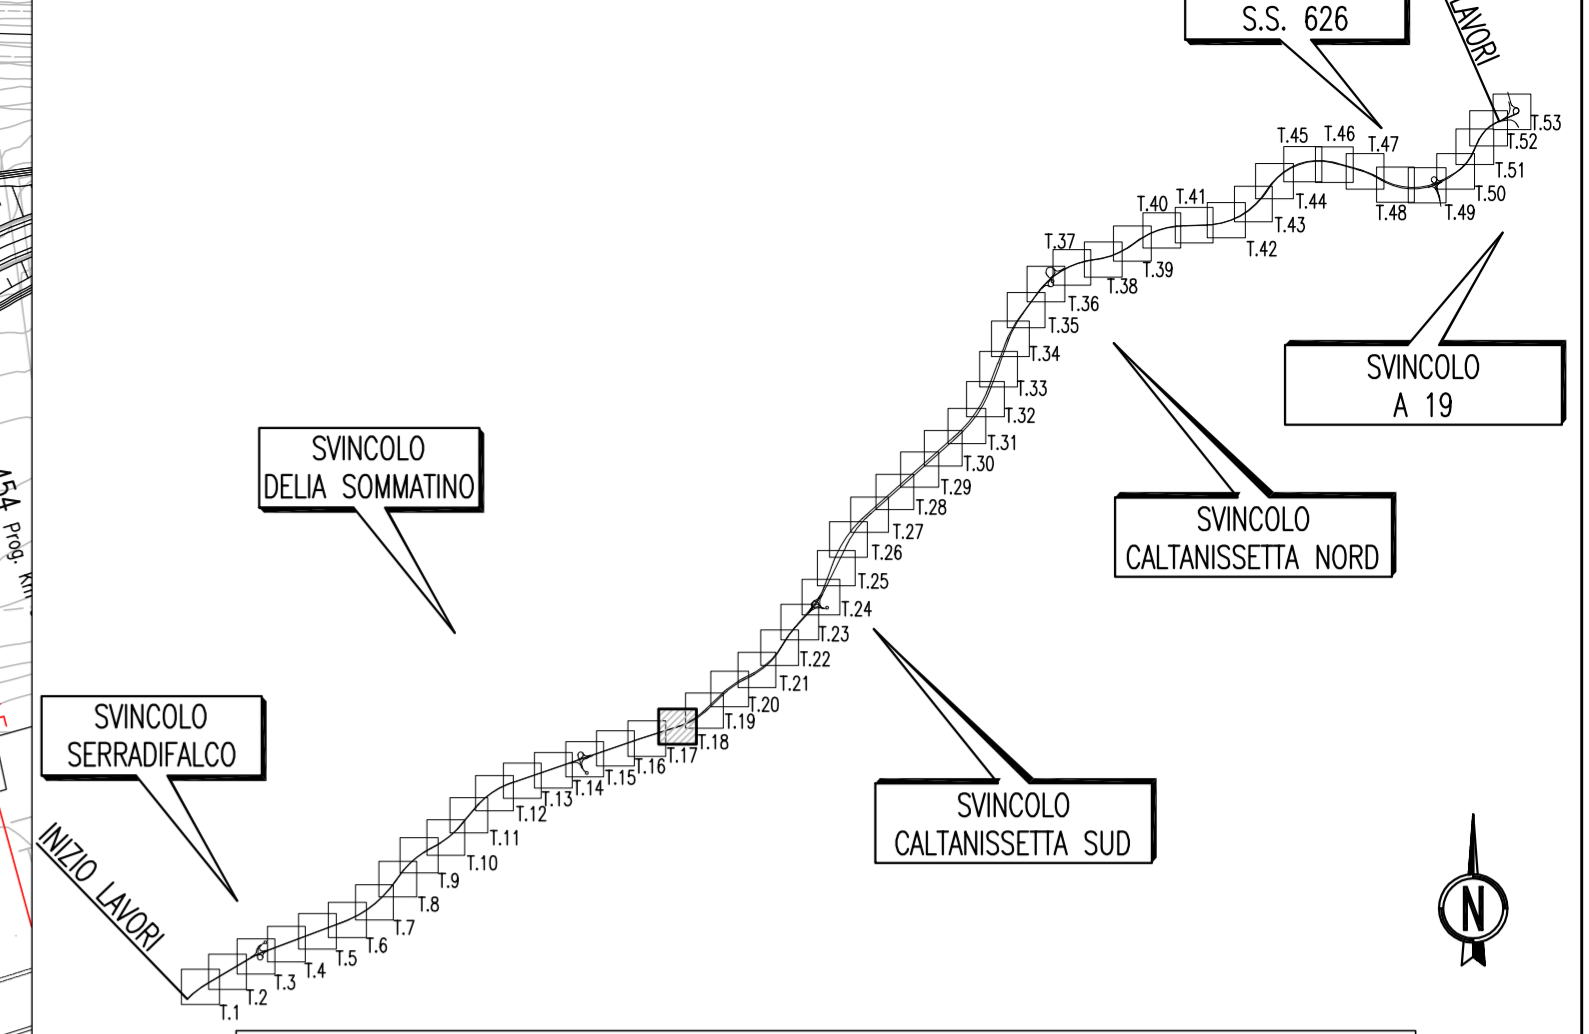 S.S. 626
LAVORI
T.53
T.52
T.51
T.50
T.49
T.48
T.47
T.46
T.45
T.44
T.43
T.42
T.41
T.40
T.39
T.38
T.37
T.36
T.35
T.34
T.33
T.32
T.31
T.30
T.29
T.28
T.27
T.26
T.25
T.24
T.23
T.22
T.21
T.20
T.19
T.18
T.17
T.16
T.15
T.14
T.13
T.12
T.11
T.10
T.9
T.8
T.7
T.6
T.5
T.4
T.3
T.2
T.1
SVINCOLO
A 19
SVINCOLO
CALTANISSETTA NORD
SVINCOLO
DELIA SOMMATINO
SVINCOLO
CALTANISSETTA SUD
SVINCOLO
SERRADIFALCO
INIZIO LAVORI
N
Prog.